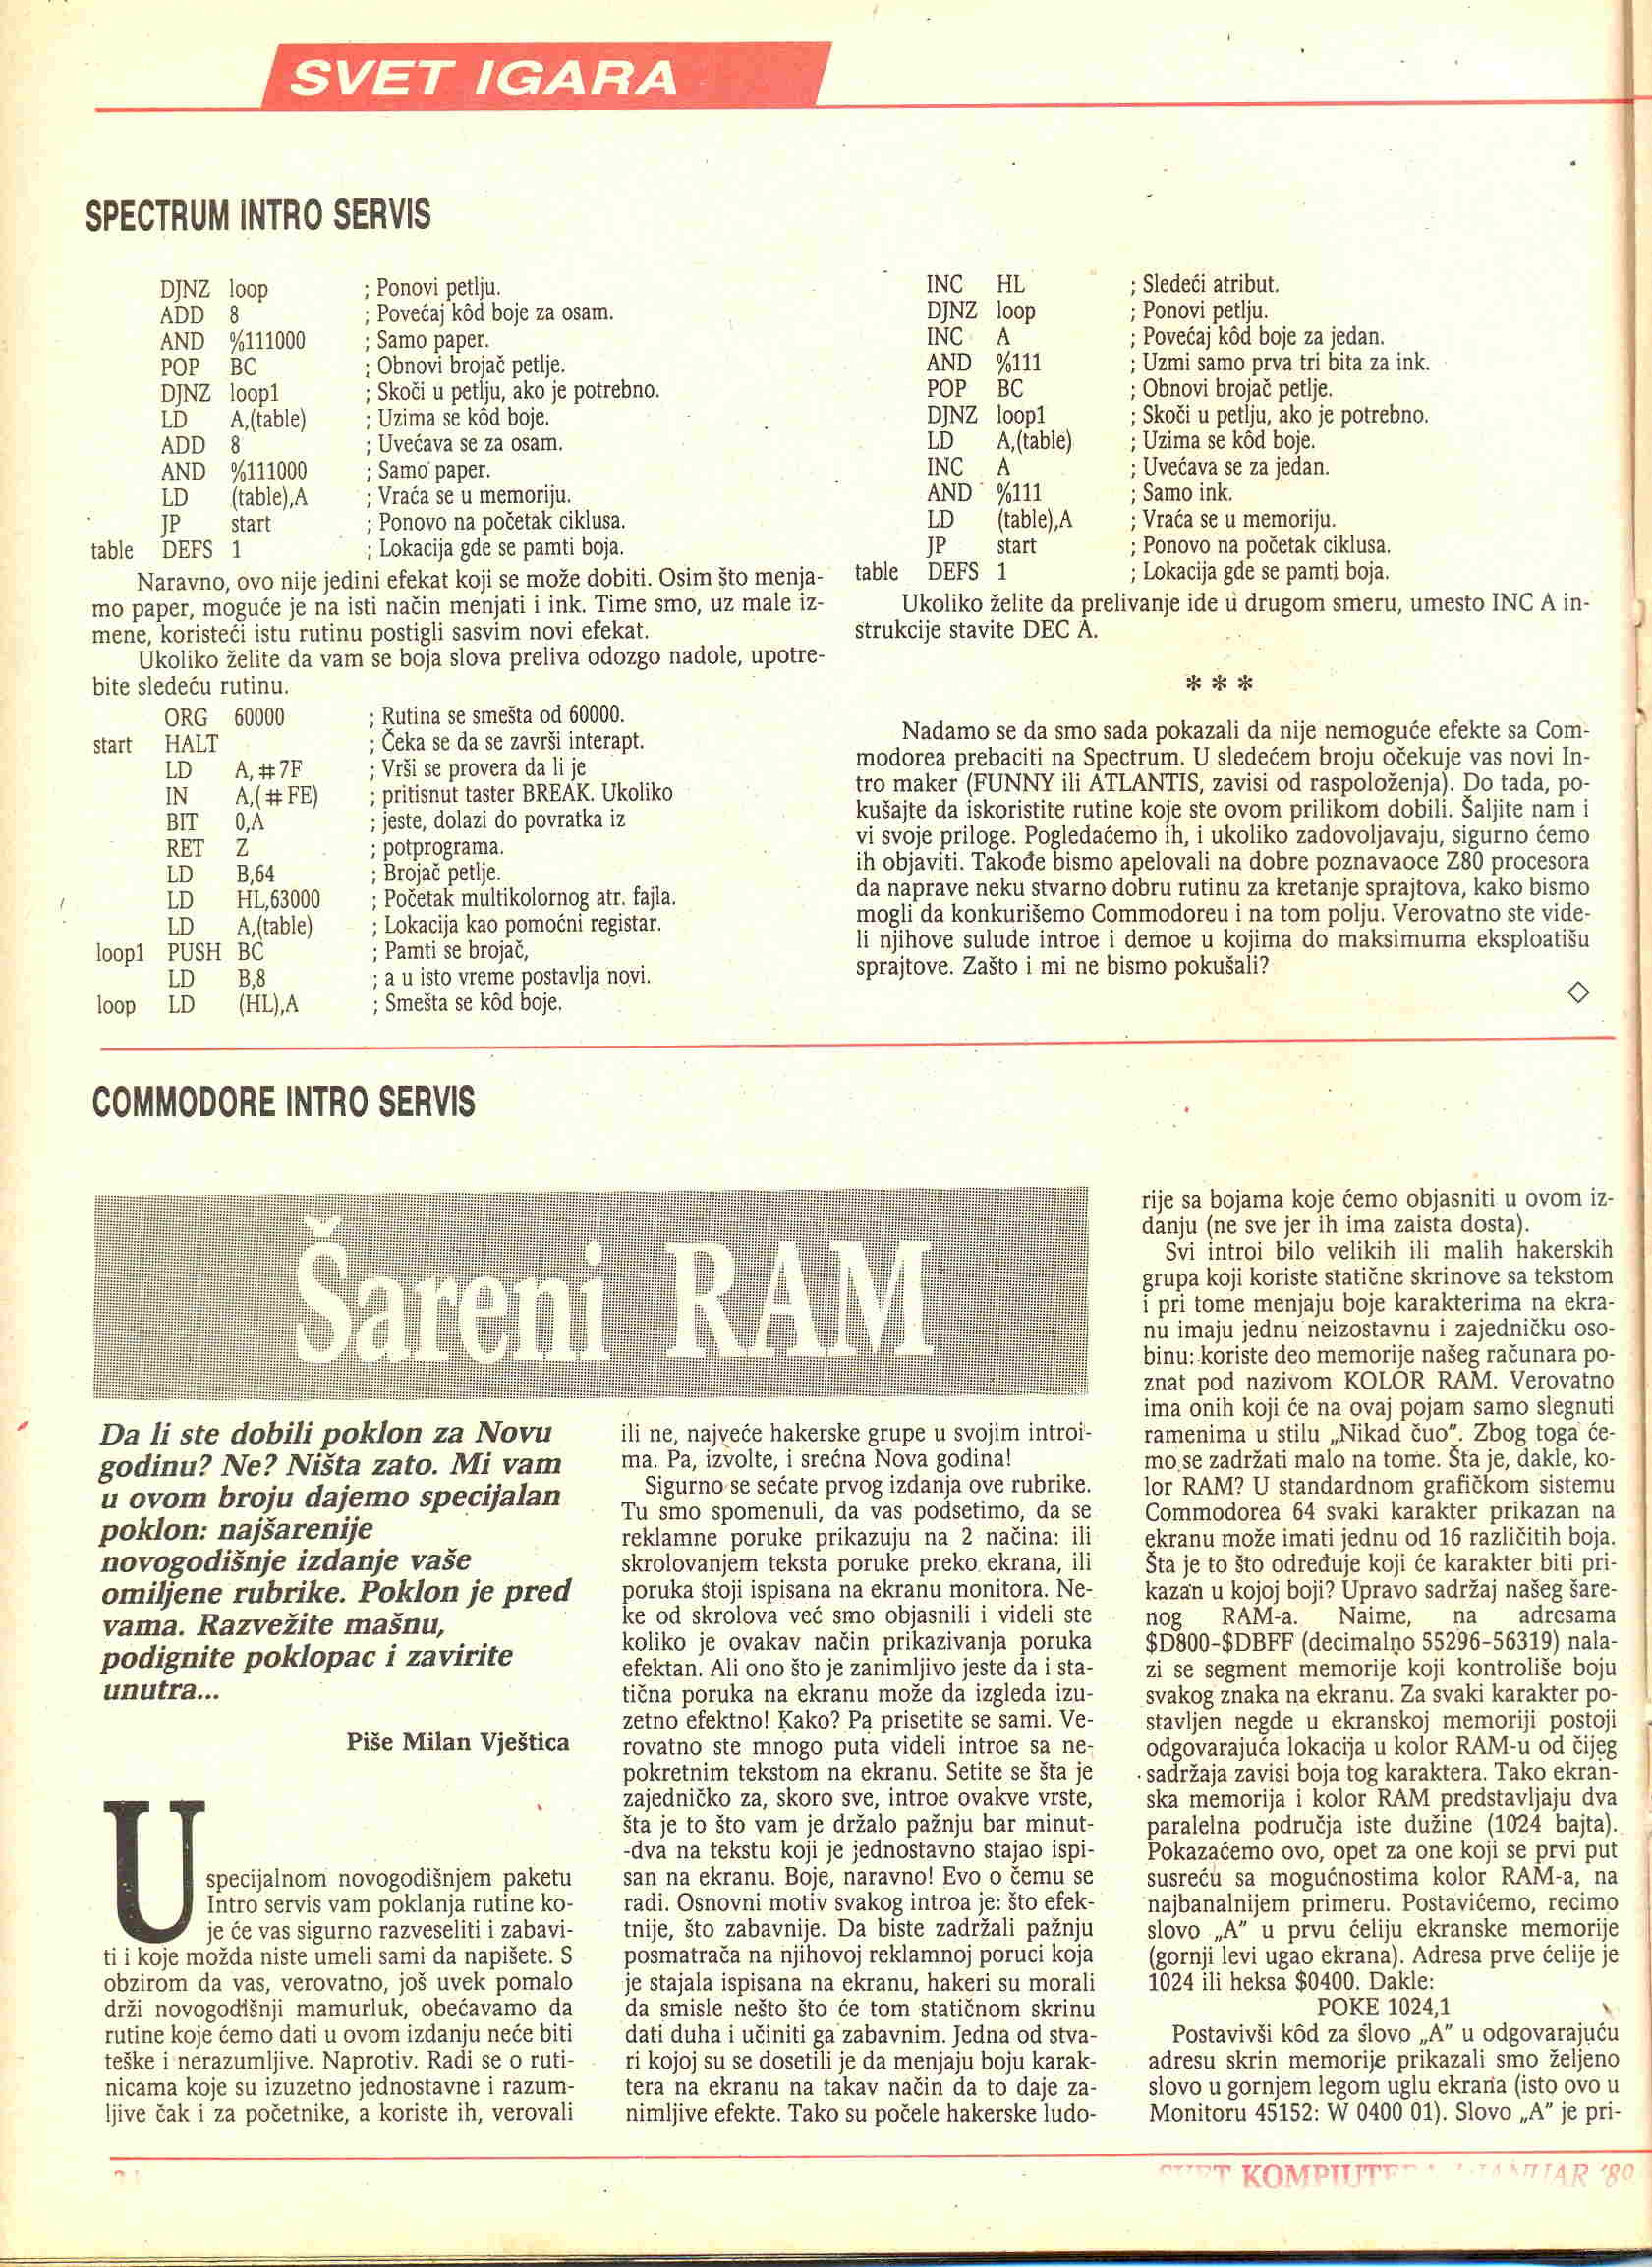 SVET IGARA
SPECTRUM INTRO SERVIS
DJNZ loop ; Ponovi petlju.
ADD 8 ; Povećaj kôd boje za osam.
AND %111000 ; Samo paper.
POP BC ; Obnovi brojač petlje.
DJNZ loop1 ; Skoči u petlju, ako je potrebno.
LD A,(table) ; Uzima se kôd boje.
ADD 8 ; Uvećava se za osam.
AND %111000 ; Samo paper.
LD (table),A ; Vraća se u memoriju.
JP start ; Ponovo na početak ciklusa.
table DEFS 1 ; Lokacija gde se pamti boja.
Naravno, ovo nije jedini efekat koji se može dobiti. Osim što menja-
mo paper, moguće je na isti način menjati i ink. Time smo, uz male iz-
mene, koristeći istu rutinu postigli sasvim novi efekat.
Ukoliko želite da vam se boja slova preliva odozgo nadole, upotre-
bite sledeću rutinu.
ORG 60000 ; Rutina se smešta od 60000.
start HALT ; Čeka se da se završi interapt.
LD A,#7F ; Vrši se provera da li je
IN A,(#FE) ; pritisnut taster BREAK. Ukoliko
BIT 0,A ; jeste, dolazi do povratka iz
RET Z ; potprograma.
LD B,64 ; Brojač petlje.
LD HL,63000 ; Početak multikolornog atr. fajla.
LD A,(table) ; Lokacija kao pomoćni registar.
loop1 PUSH BC ; Pamti se brojač,
LD B,8 ; a u isto vreme postavlja novi.
loop LD (HL),A ; Smešta se kôd boje.
INC HL ; Sledeći atribut.
DJNZ loop ; Ponovi petlju.
INC A ; Povećaj kôd boje za jedan.
AND %111 ; Uzmi samo prva tri bita za ink.
POP BC ; Obnovi brojač petlje.
DJNZ loop1 ; Skoči u petlju, ako je potrebno.
LD A,(table) ; Uzima se kôd boje.
INC A ; Uvećava se za jedan.
AND %111 ; Samo ink.
LD (table),A ; Vraća se u memoriju.
JP start ; Ponovo na početak ciklusa.
table DEFS 1 ; Lokacija gde se pamti boja.
Ukoliko želite da prelivanje ide u drugom smeru, umesto INC A in-
strukcije stavite DEC A.
* * *
Nadamo se da smo sada pokazali da nije nemoguće efekte sa Com-
modorea prebaciti na Spectrum. U sledećem broju očekuje vas novi In-
tro maker (FUNNY ili ATLANTIS, zavisi od raspoloženja). Do tada, po-
kušajte da iskoristite rutine koje ste ovom prilikom dobili. Šaljite nam i
vi svoje priloge. Pogledaćemo ih, i ukoliko zadovoljavaju, sigurno ćemo
ih objaviti. Takođe bismo apelovali na dobre poznavaoce Z80 procesora
da naprave neku stvarno dobru rutinu za kretanje sprajtova, kako bismo
mogli da konkurišemo Commodoreu i na tom polju. Verovatno ste vide-
li njihove sulude introe i demoe u kojima do maksimuma eksploatišu
sprajtove. Zašto i mi ne bismo pokušali?
◇
COMMODORE INTRO SERVIS
Šareni RAM
Da li ste dobili poklon za Novu
godinu? Ne? Ništa zato. Mi vam
u ovom broju dajemo specijalan
poklon: najšarenije
novogodišnje izdanje vaše
omiljene rubrike. Poklon je pred
vama. Razvežite mašnu,
podignite poklopac i zavirite
unutra...
Piše Milan Vještica
U specijalnom novogodišnjem paketu
Intro servis vam poklanja rutine ko-
je će vas sigurno razveseliti i zabavi-
ti i koje možda niste umeli sami da napišete. S
obzirom da vas, verovatno, još uvek pomalo
drži novogodišnji mamurluk, obećavamo da
rutine koje ćemo dati u ovom izdanju neće biti
teške i nerazumljive. Naprotiv. Radi se o ruti-
nicama koje su izuzetno jednostavne i razum-
ljive čak i za početnike, a koriste ih, verovali
ili ne, najveće hakerske grupe u svojim introi-
ma. Pa, izvolte, i srećna Nova godina!
Sigurno se sećate prvog izdanja ove rubrike.
Tu smo spomenuli, da vas podsetimo, da se
reklamne poruke prikazuju na 2 načina: ili
skrolovanjem teksta poruke preko ekrana, ili
poruka stoji ispisana na ekranu monitora. Ne-
ke od skrolova već smo objasnili i videli ste
koliko je ovakav način prikazivanja poruka
efektan. Ali ono što je zanimljivo jeste da i sta-
tična poruka na ekranu može da izgleda izu-
zetno efektno! Kako? Pa prisetite se sami. Ve-
rovatno ste mnogo puta videli introe sa ne-
pokretnim tekstom na ekranu. Setite se šta je
zajedničko za, skoro sve, introe ovakve vrste,
šta je to što vam je držalo pažnju bar minut-
-dva na tekstu koji je jednostavno stajao ispi-
san na ekranu. Boje, naravno! Evo o čemu se
radi. Osnovni motiv svakog introa je: što efek-
tnije, što zabavnije. Da biste zadržali pažnju
posmatrača na njihovoj reklamnoj poruci koja
je stajala ispisana na ekranu, hakeri su morali
da smisle nešto što će tom statičnom skrinu
dati duha i učiniti ga zabavnim. Jedna od stva-
ri kojoj su se dosetili je da menjaju boju karak-
tera na ekranu na takav način da to daje za-
nimljive efekte. Tako su počele hakerske ludo-
rije sa bojama koje ćemo objasniti u ovom iz-
danju (ne sve jer ih ima zaista dosta).
Svi introi bilo velikih ili malih hakerskih
grupa koji koriste statične skrinove sa tekstom
i pri tome menjaju boje karakterima na ekra-
nu imaju jednu neizostavnu i zajedničku oso-
binu: koriste deo memorije našeg računara po-
znat pod nazivom KOLOR RAM. Verovatno
ima onih koji će na ovaj pojam samo slegnuti
ramenima u stilu „Nikad čuo”. Zbog toga će-
mo se zadržati malo na tome. Šta je, dakle, ko-
lor RAM? U standardnom grafičkom sistemu
Commodorea 64 svaki karakter prikazan na
ekranu može imati jednu od 16 različitih boja.
Šta je to što određuje koji će karakter biti pri-
kazan u kojoj boji? Upravo sadržaj našeg šare-
nog RAM-a. Naime, na adresama
$D800-$DBFF (decimalno 55296-56319) nala-
zi se segment memorije koji kontroliše boju
svakog znaka na ekranu. Za svaki karakter po-
stavljen negde u ekranskoj memoriji postoji
odgovarajuća lokacija u kolor RAM-u od čijeg
sadržaja zavisi boja tog karaktera. Tako ekran-
ska memorija i kolor RAM predstavljaju dva
paralelna područja iste dužine (1024 bajta).
Pokazaćemo ovo, opet za one koji se prvi put
susreću sa mogućnostima kolor RAM-a, na
najbanalnijem primeru. Postavićemo, recimo
slovo „A” u prvu ćeliju ekranske memorije
(gornji levi ugao ekrana). Adresa prve ćelije je
1024 ili heksa $0400. Dakle:
POKE 1024,1
Postavivši kôd za slovo „A” u odgovarajuću
adresu skrin memorije prikazali smo željeno
slovo u gornjem legom uglu ekrana (isto ovo u
Monitoru 45152: W 0400 01). Slovo „A” je pri-
KOMPJUTE JANUAR '89